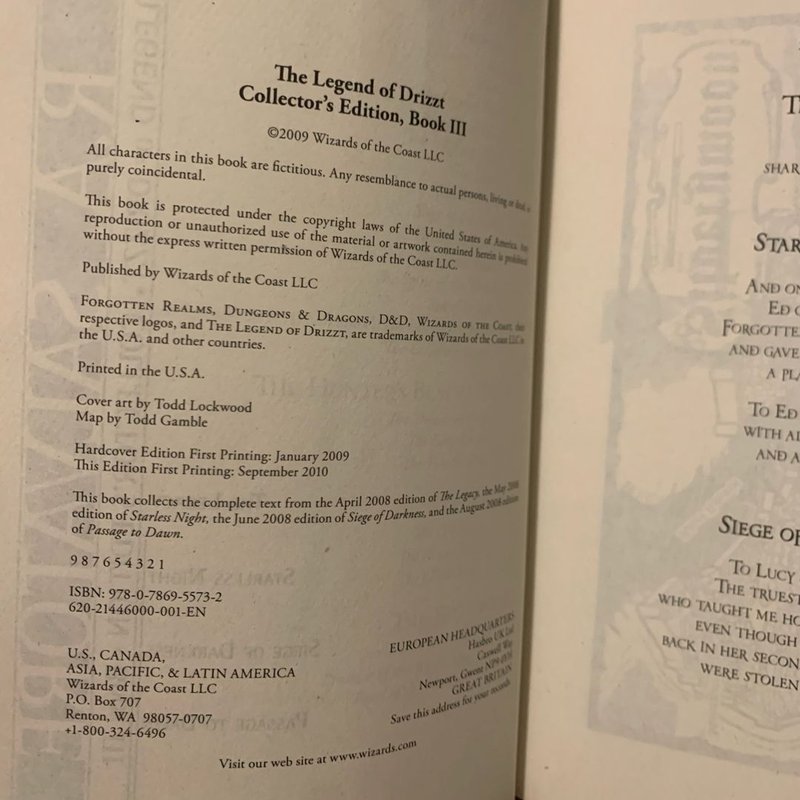 The Legend of Drizzt
Collector's Edition, Book III
©2009 Wizards of the Coast LLC
All characters in this book are fictitious. Any resemblance to actual persons, living or dead, is
purely coincidental.
This book is protected under the copyright laws of the United States of America. Any
reproduction or unauthorized use of the material or artwork contained herein is prohibited
without the express written permission of Wizards of the Coast LLC.
Published by Wizards of the Coast LLC
Forgotten Realms, Dungeons & Dragons, D&D, Wizards of the Coast, their
respective logos, and The Legend of Drizzt, are trademarks of Wizards of the Coast LLC in
the U.S.A. and other countries.
Printed in the U.S.A.
Cover art by Todd Lockwood
Map by Todd Gamble
Hardcover Edition First Printing: January 2009
This Edition First Printing: September 2010
This book collects the complete text from the April 2008 edition of The Legacy, the May 2008
edition of Starless Night, the June 2008 edition of Siege of Darkness, and the August 2008 edition
of Passage to Dawn.
9 8 7 6 5 4 3 2 1
ISBN: 978-0-7869-5573-2
620-21446000-001-EN
U.S., CANADA,
ASIA, PACIFIC, & LATIN AMERICA
Wizards of the Coast LLC
P.O. Box 707
Renton, WA 98057-0707
+1-800-324-6496
EUROPEAN HEADQUARTERS
Hasbro UK Ltd
Caswell Way
Newport, Gwent NP9 0YH
GREAT BRITAIN
Save this address for your records
Visit our web site at www.wizards.com
T
SHAR
STAR
AND ON
ED G
FORGOTTE
AND GAVE
A PLA
TO ED
WITH AL
AND A
SIEGE OF
TO LUCY
THE TRUEST
WHO TAUGHT ME HO
EVEN THOUGH
BACK IN HER SECON
WERE STOLEN